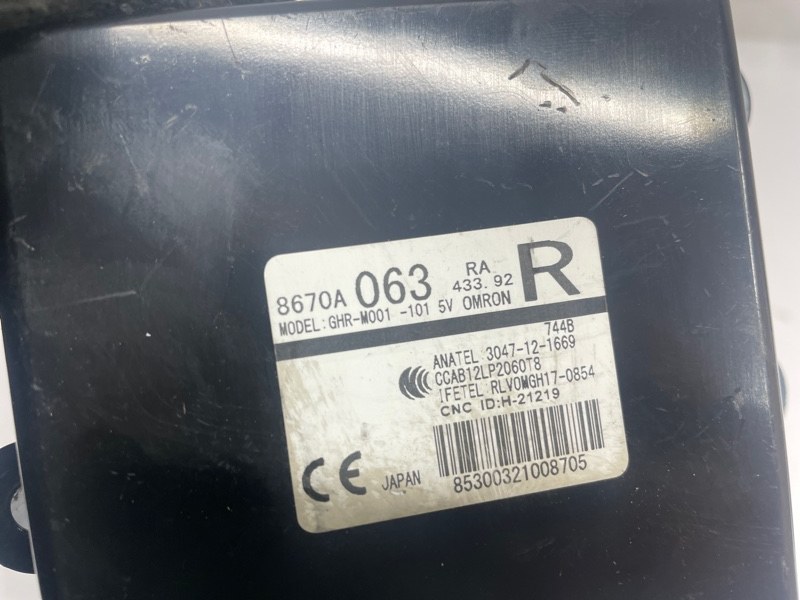 8670A 063 RA 433.92 R
MODEL:GHR-M001 -101 5V OMRON
744B
ANATEL 3047-12-1669
CCAB12LP2060T8
IFETEL RLVOMGH17-0854
CNC ID:H-21219
CE JAPAN
85300321008705